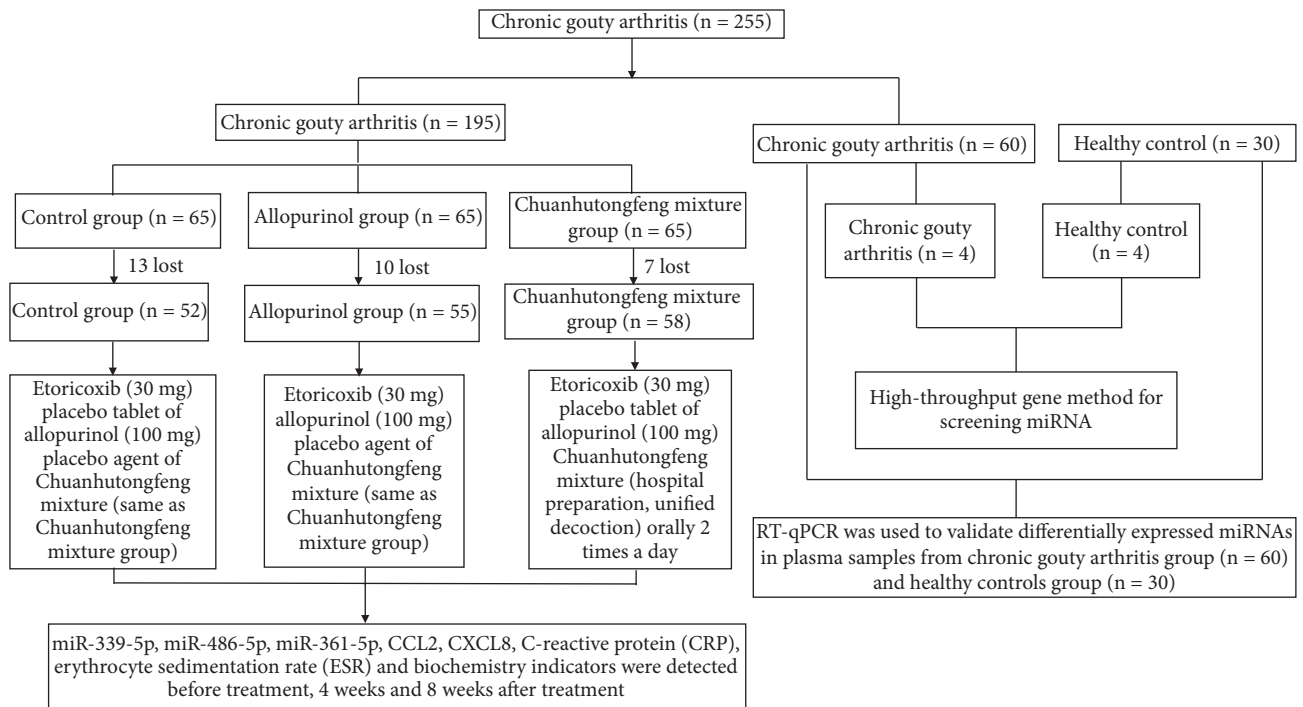 Chronic gouty arthritis (n = 255)
Chronic gouty arthritis (n = 195)
Chronic gouty arthritis (n = 60)
Healthy control (n = 30)
Control group (n = 65)
Allopurinol group (n = 65)
Chuanhutongfeng mixture
group (n = 65)
Chronic gouty
arthritis (n = 4)
Healthy control
(n = 4)
13 lost
10 lost
7 lost
Control group (n = 52)
Allopurinol group (n = 55)
Chuanhutongfeng mixture
group (n = 58)
Etoricoxib (30 mg)
placebo tablet of
allopurinol (100 mg)
placebo agent of
Chuanhutongfeng
mixture (same as
Chuanhutongfeng
mixture group)
Etoricoxib (30 mg)
allopurinol (100 mg)
placebo agent of
Chuanhutongfeng
mixture (same as
Chuanhutongfeng
mixture group)
Etoricoxib (30 mg)
placebo tablet of
allopurinol (100 mg)
Chuanhutongfeng
mixture (hospital
preparation, unified
decoction) orally 2
times a day
High-throughput gene method for
screening miRNA
RT-qPCR was used to validate differentially expressed miRNAs
in plasma samples from chronic gouty arthritis group (n = 60)
and healthy controls group (n = 30)
miR-339-5p, miR-486-5p, miR-361-5p, CCL2, CXCL8, C-reactive protein (CRP),
erythrocyte sedimentation rate (ESR) and biochemistry indicators were detected
before treatment, 4 weeks and 8 weeks after treatment